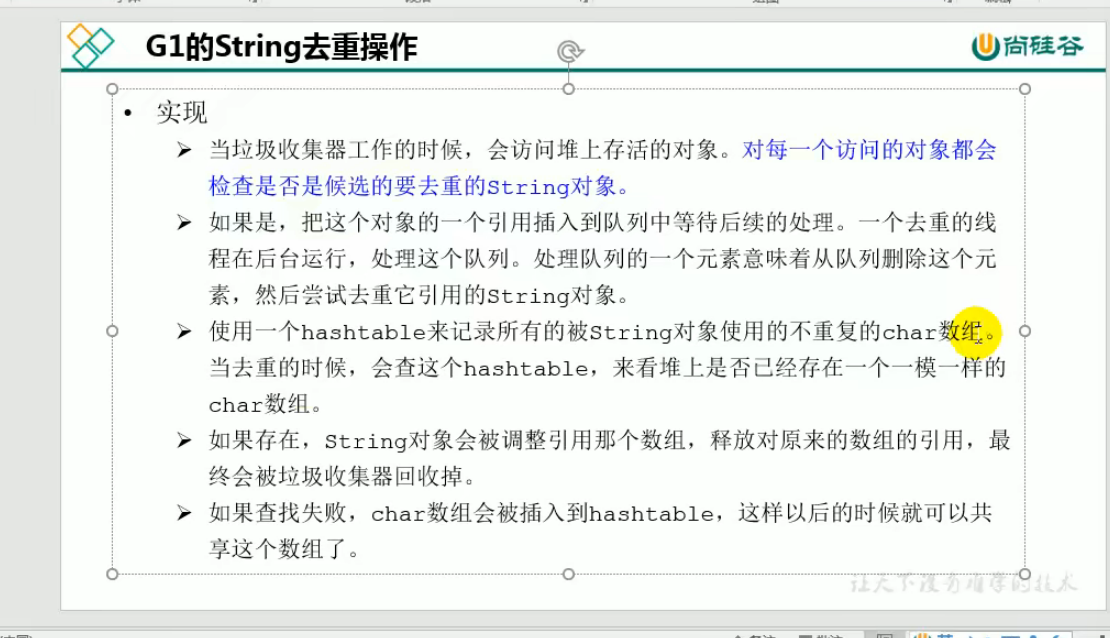 G1的String去重操作
尚硅谷
• 实现
➢ 当垃圾收集器工作的时候，会访问堆上存活的对象。对每一个访问的对象都会
检查是否是候选的要去重的String对象。
➢ 如果是，把这个对象的一个引用插入到队列中等待后续的处理。一个去重的线
程在后台运行，处理这个队列。处理队列的一个元素意味着从队列删除这个元
素，然后尝试去重它引用的String对象。
➢ 使用一个hashtable来记录所有的被String对象使用的不重复的char数组。
当去重的时候，会查这个hashtable，来看堆上是否已经存在一个一模一样的
char数组。
➢ 如果存在，String对象会被调整引用那个数组，释放对原来的数组的引用，最
终会被垃圾收集器回收掉。
➢ 如果查找失败，char数组会被插入到hashtable，这样以后的时候就可以共
享这个数组了。
让天下没有难学的技术